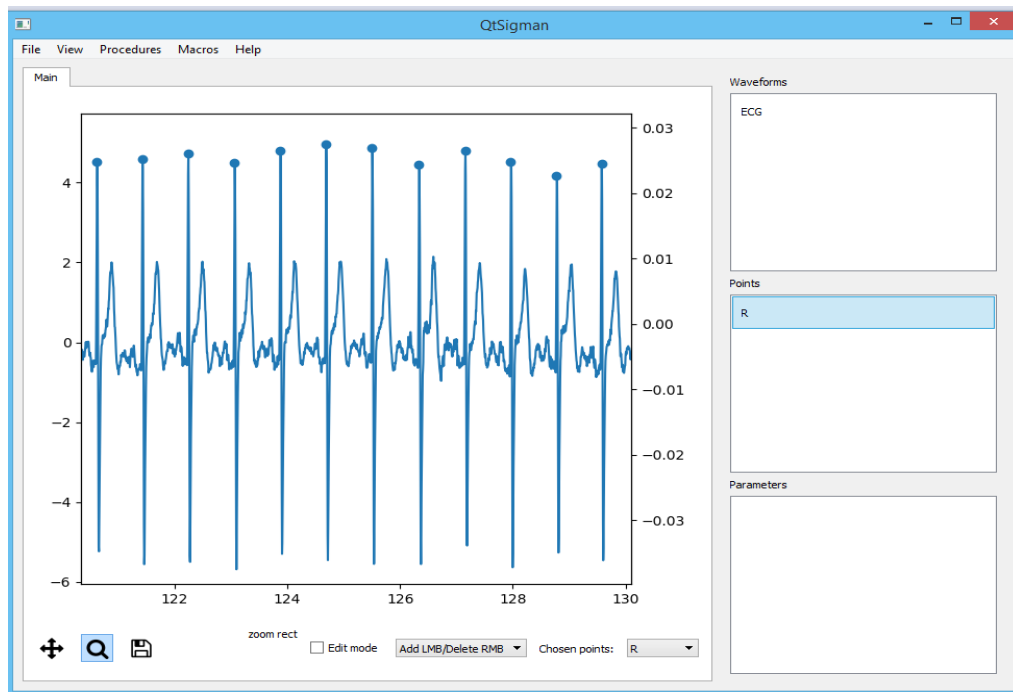 QtSigman
File View Procedures Macros Help
Main
4
2
0
−2
−4
−6
122 124 126 128 130
0.03
0.02
0.01
0.00
−0.01
−0.02
−0.03
zoom rect
Edit mode Add LMB/Delete RMB Chosen points: R
Waveforms
ECG
Points
R
Parameters